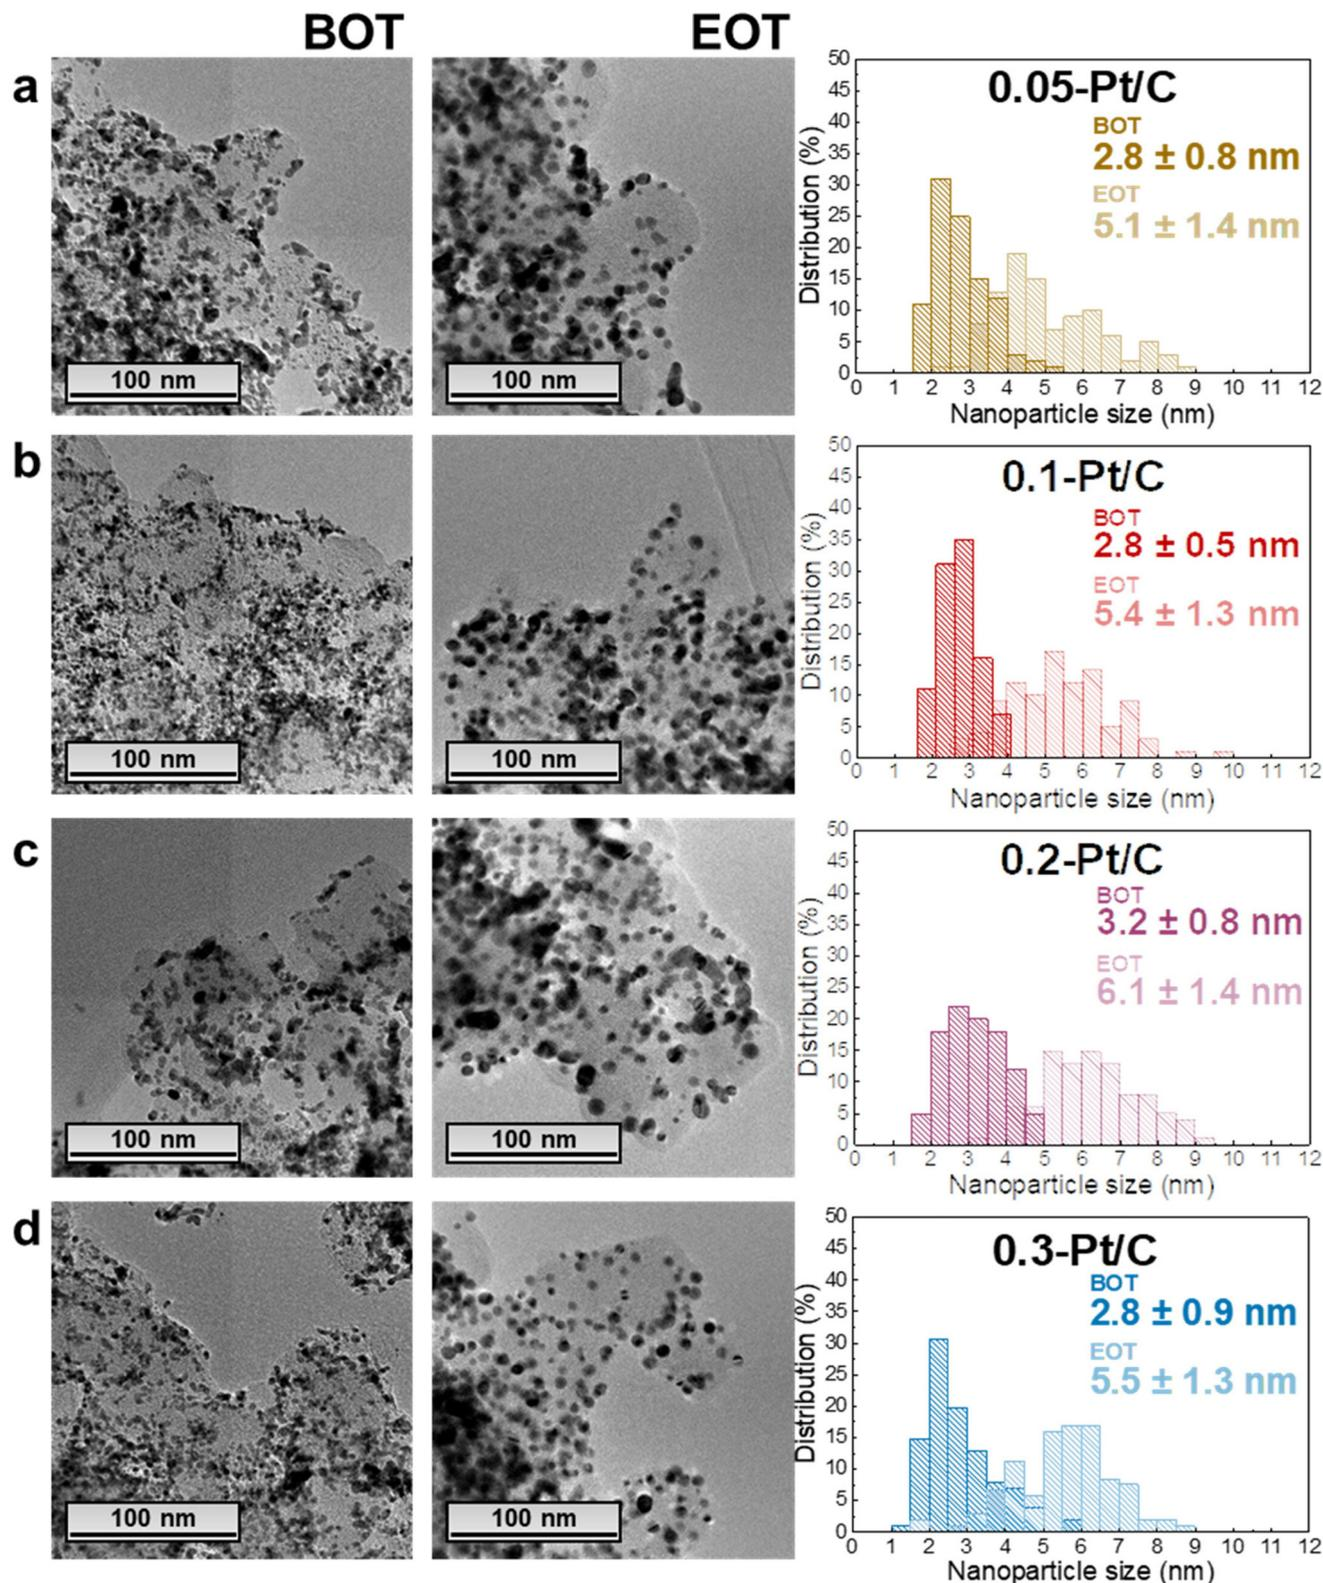 BOT
EOT
a
100 nm
100 nm
0.05-Pt/C
BOT
2.8 ± 0.8 nm
EOT
5.1 ± 1.4 nm
Distribution (%)
50
45
40
35
30
25
20
15
10
5
0
0 1 2 3 4 5 6 7 8 9 10 11 12
Nanoparticle size (nm)
b
100 nm
100 nm
0.1-Pt/C
BOT
2.8 ± 0.5 nm
EOT
5.4 ± 1.3 nm
Distribution (%)
50
45
40
35
30
25
20
15
10
5
0
0 1 2 3 4 5 6 7 8 9 10 11 12
Nanoparticle size (nm)
c
100 nm
100 nm
0.2-Pt/C
BOT
3.2 ± 0.8 nm
EOT
6.1 ± 1.4 nm
Distribution (%)
50
45
40
35
30
25
20
15
10
5
0
0 1 2 3 4 5 6 7 8 9 10 11 12
Nanoparticle size (nm)
d
100 nm
100 nm
0.3-Pt/C
BOT
2.8 ± 0.9 nm
EOT
5.5 ± 1.3 nm
Distribution (%)
50
45
40
35
30
25
20
15
10
5
0
0 1 2 3 4 5 6 7 8 9 10 11 12
Nanoparticle size (nm)